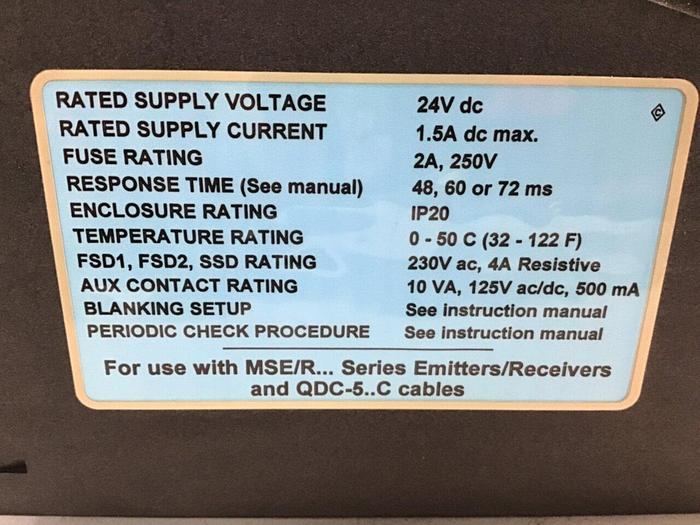 RATED SUPPLY VOLTAGE 24V dc
RATED SUPPLY CURRENT 1.5A dc max.
FUSE RATING 2A, 250V
RESPONSE TIME (See manual) 48, 60 or 72 ms
ENCLOSURE RATING IP20
TEMPERATURE RATING 0 - 50 C (32 - 122 F)
FSD1, FSD2, SSD RATING 230V ac, 4A Resistive
AUX CONTACT RATING 10 VA, 125V ac/dc, 500 mA
BLANKING SETUP See instruction manual
PERIODIC CHECK PROCEDURE See instruction manual
For use with MSE/R... Series Emitters/Receivers
and QDC-5..C cables